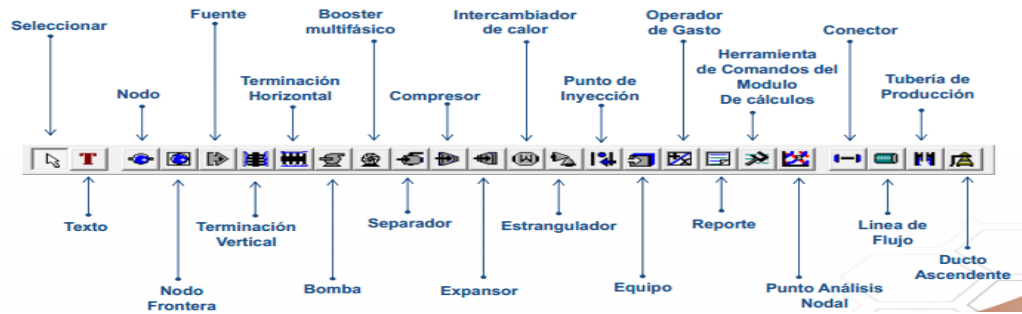 Seleccionar
Fuente
Booster
multifásico
Intercambiador
de calor
Operador
de Gasto
Conector
Nodo
Terminación
Horizontal
Compresor
Punto de
Inyección
Herramienta
de Comandos del
Modulo
De cálculos
Tubería de
Producción
T
Texto
Terminación
Vertical
Separador
Estrangulador
Reporte
Linea de
Flujo
Nodo
Frontera
Bomba
Expansor
Equipo
Punto Análisis
Nodal
Ducto
Ascendente